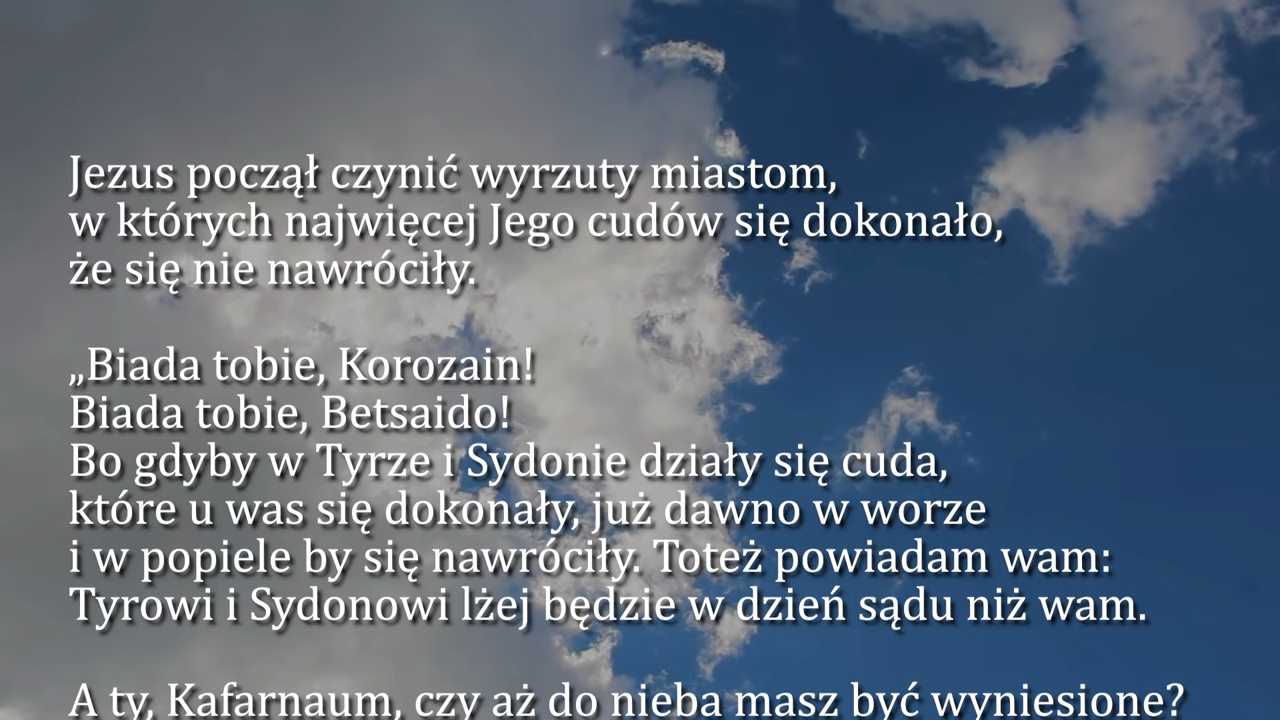 Jezus począł czynić wyrzuty miastom,
w których najwięcej Jego cudów się dokonało,
że się nie nawróciły.
„Biada tobie, Korozain!
Biada tobie, Betsaido!
Bo gdyby w Tyrze i Sydonie działy się cuda,
które u was się dokonały, już dawno w worze
i w popiele by się nawróciły. Toteż powiadam wam:
Tyrowi i Sydonowi lżej będzie w dzień sądu niż wam.
A ty, Kafarnaum, czy aż do nieba masz być wyniesione?